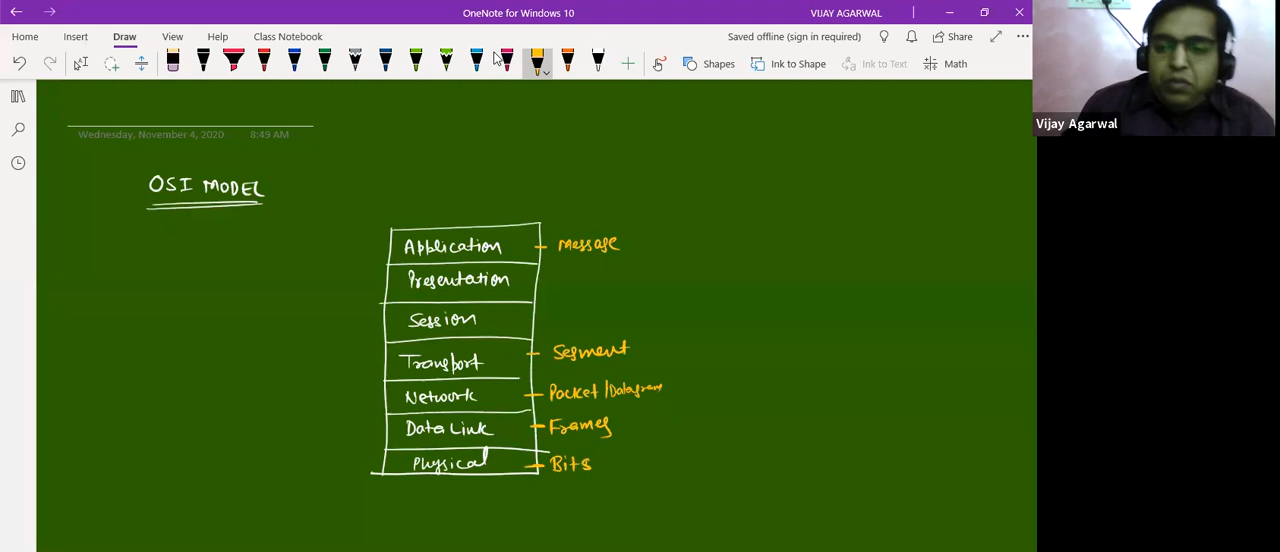 OneNote for Windows 10
VIJAY AGARWAL
Home Insert Draw View Help Class Notebook
Saved offline (sign in required)
Share
Shapes Ink to Shape Ink to Text Math
Wednesday, November 4, 2020 8:49 AM
Vijay Agarwal
OSI MODEL
Application - Message
Presentation
Session
Transport - Segment
Network - Packet/Datagram
Data Link - Frames
Physical - Bits